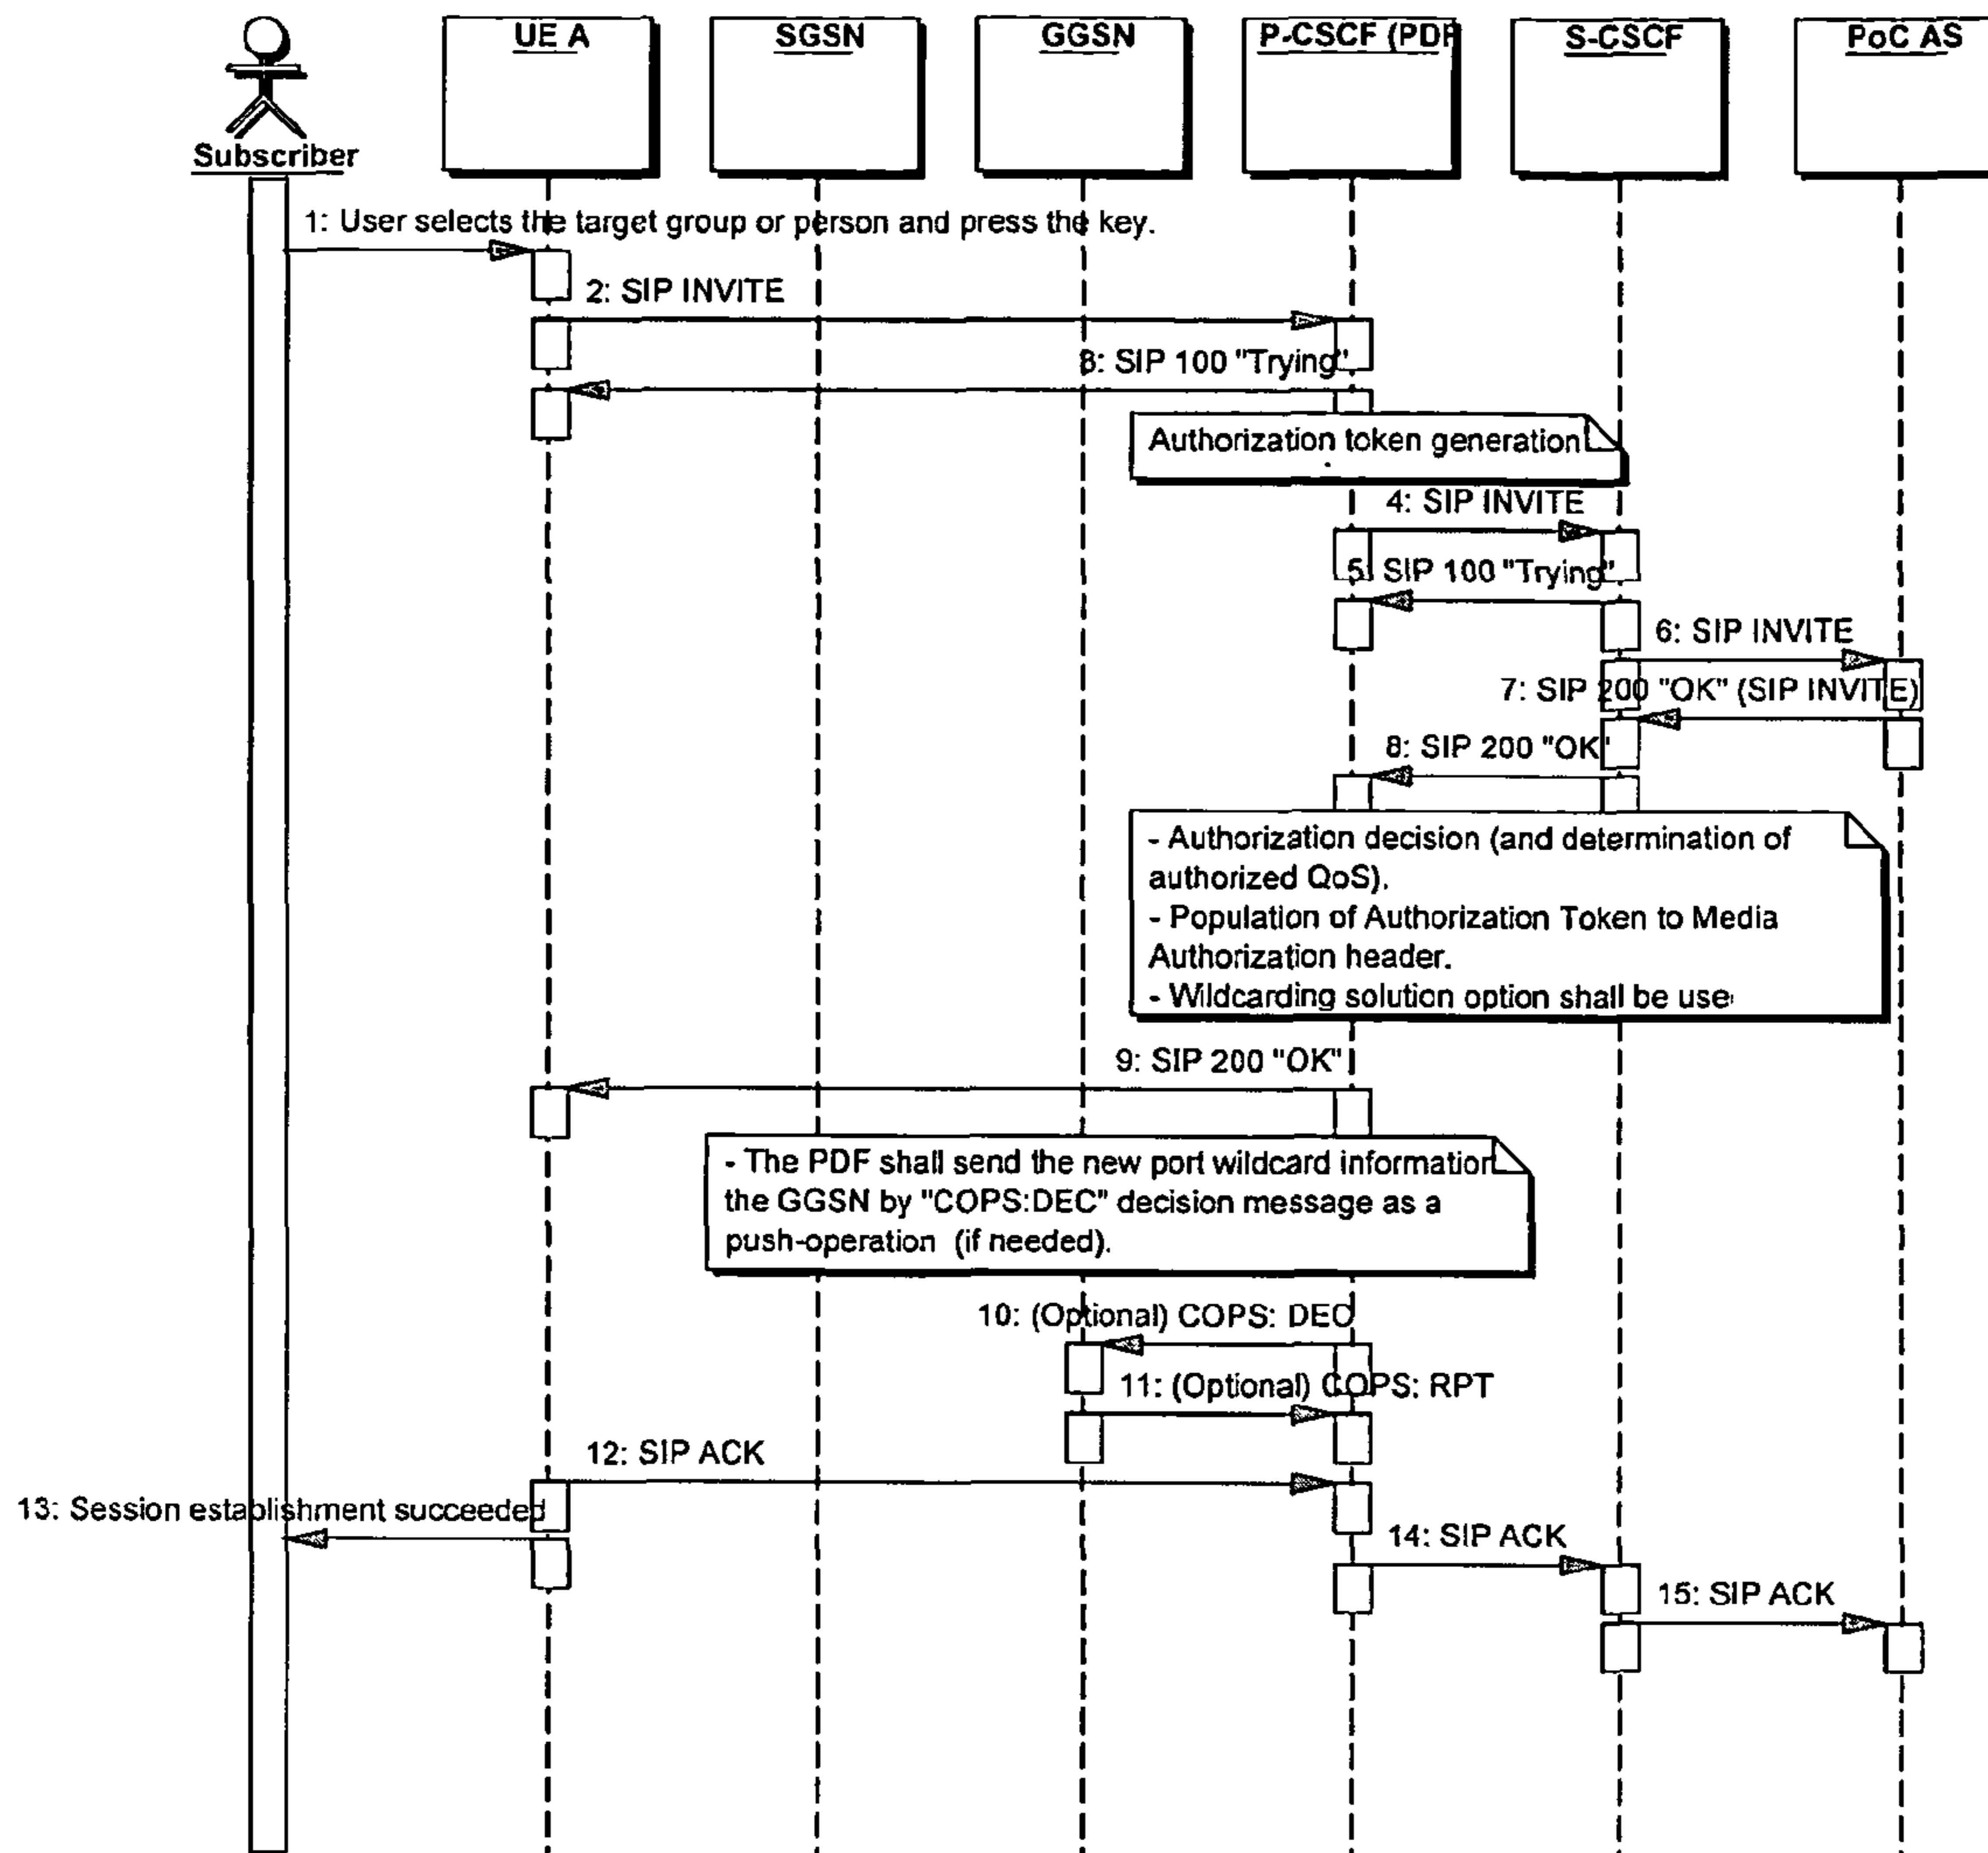 UE A
SGSN
GGSN
P-CSCF (PDF
S-CSCF
PoC AS
Subscriber
1: User selects the target group or person and press the key.
2: SIP INVITE
3: SIP 100 "Trying"
Authorization token generation
4: SIP INVITE
5: SIP 100 "Trying"
6: SIP INVITE
7: SIP 200 "OK" (SIP INVITE)
8: SIP 200 "OK"
- Authorization decision (and determination of
authorized QoS).
- Population of Authorization Token to Media
Authorization header.
- Wildcarding solution option shall be use
9: SIP 200 "OK"
- The PDF shall send the new port wildcard information
the GGSN by "COPS:DEC" decision message as a
push-operation (if needed).
10: (Optional) COPS: DEC
11: (Optional) COPS: RPT
12: SIP ACK
13: Session establishment succeeded
14: SIP ACK
15: SIP ACK